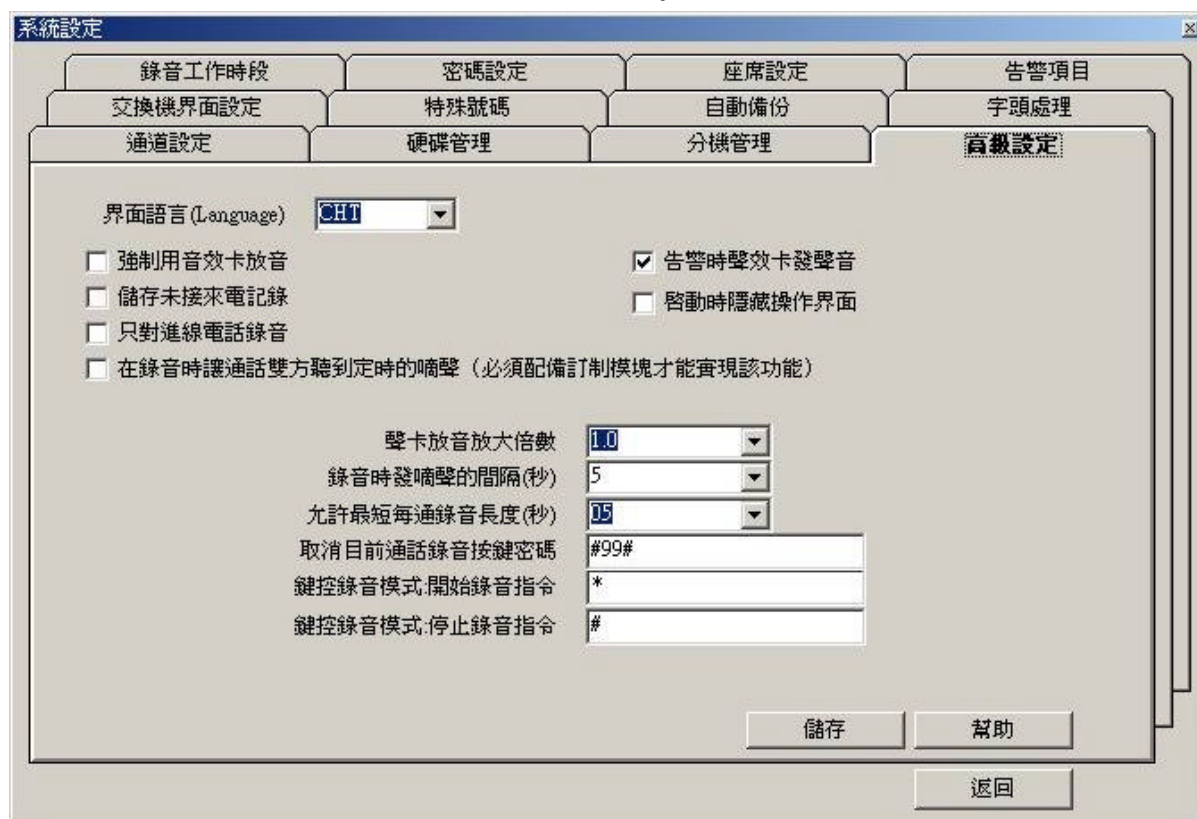 系統設定
錄音工作時段 密碼設定 座席設定 告警項目
交換機界面設定 特殊號碼 自動備份 字頭處理
通道設定 硬碟管理 分機管理 高級設定
界面語言(Language) CHT
強制用音效卡放音 告警時聲效卡發聲音
儲存未接來電記錄 啓動時隱藏操作界面
只對進線電話錄音
在錄音時讓通話雙方聽到定時的嘀聲（必須配備訂制模塊才能實現該功能）
聲卡放音放大倍數 1.0
錄音時發嘀聲的間隔(秒) 5
允許最短每通錄音長度(秒) 05
取消目前通話錄音按鍵密碼 #99#
鍵控錄音模式:開始錄音指令 *
鍵控錄音模式:停止錄音指令 #
儲存 幫助
返回